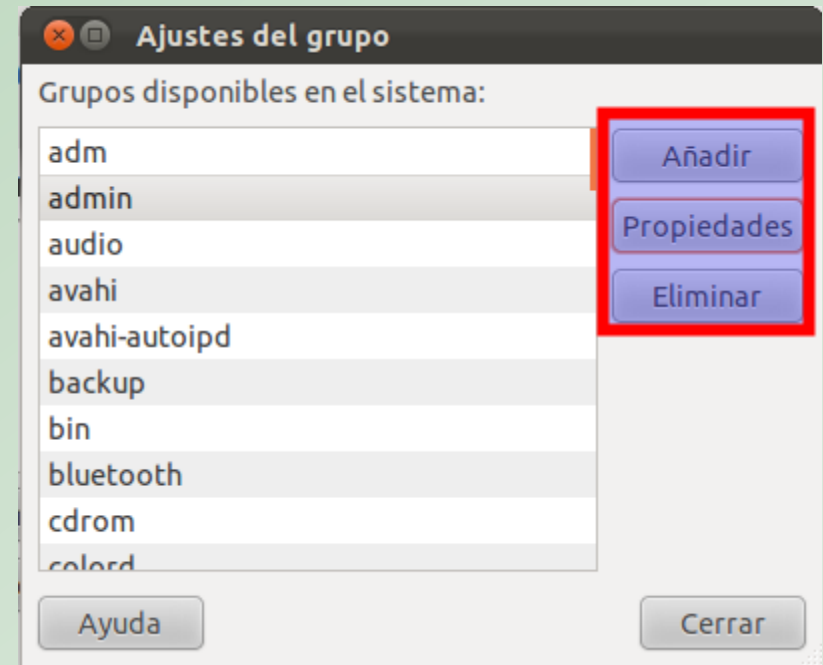 Ajustes del grupo
Grupos disponibles en el sistema:
adm
admin
audio
avahi
avahi-autoipd
backup
bin
bluetooth
cdrom
colord
Añadir
Propiedades
Eliminar
Ayuda
Cerrar